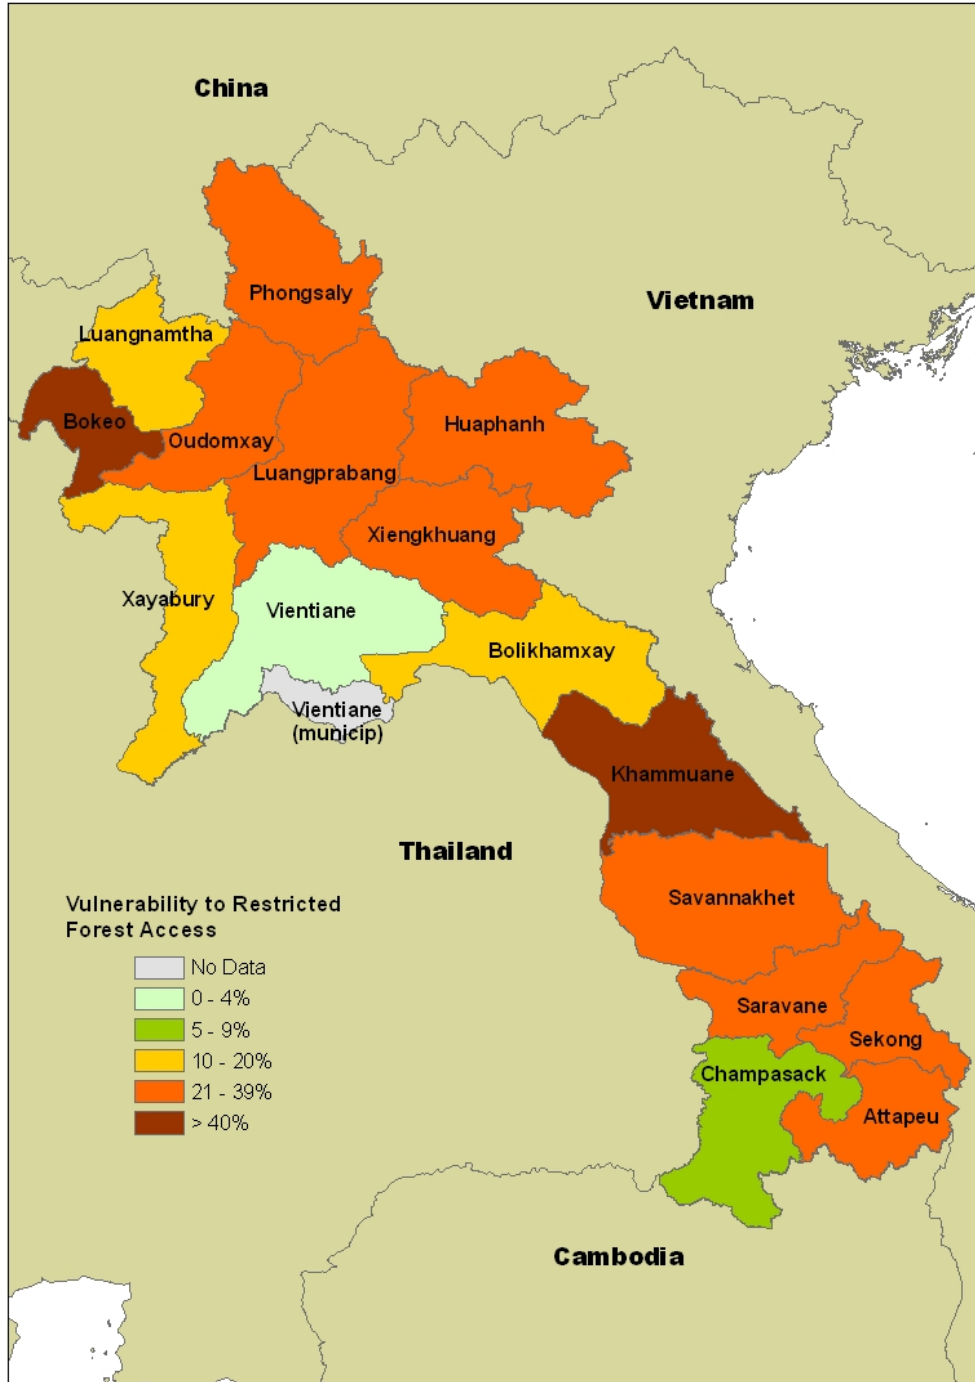 China
Phongsaly
Vietnam
Luangnamtha
Bokeo
Oudomxay
Huaphanh
Luangprabang
Xiengkhuang
Xayabury
Vientiane
Bolikhamxay
Vientiane
(municip)
Khammuane
Thailand
Savannakhet
Vulnerability to Restricted
Forest Access
No Data
0 - 4%
5 - 9%
10 - 20%
21 - 39%
> 40%
Saravane
Sekong
Champasack
Attapeu
Cambodia